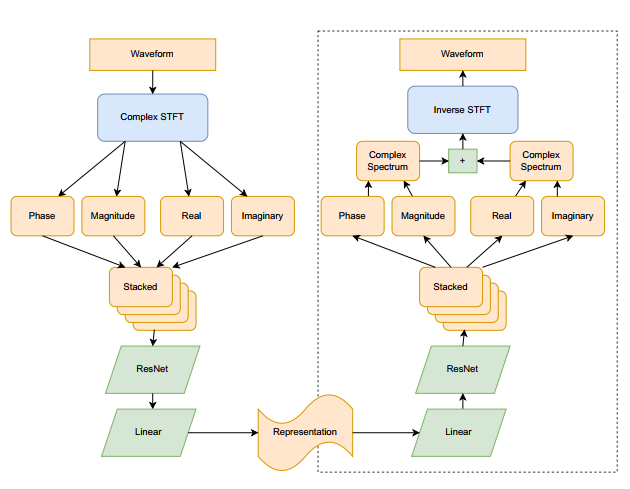 Waveform
Complex STFT
Phase
Magnitude
Real
Imaginary
Stacked
ResNet
Linear
Representation
Waveform
Inverse STFT
Complex
Spectrum
+
Complex
Spectrum
Phase
Magnitude
Real
Imaginary
Stacked
ResNet
Linear